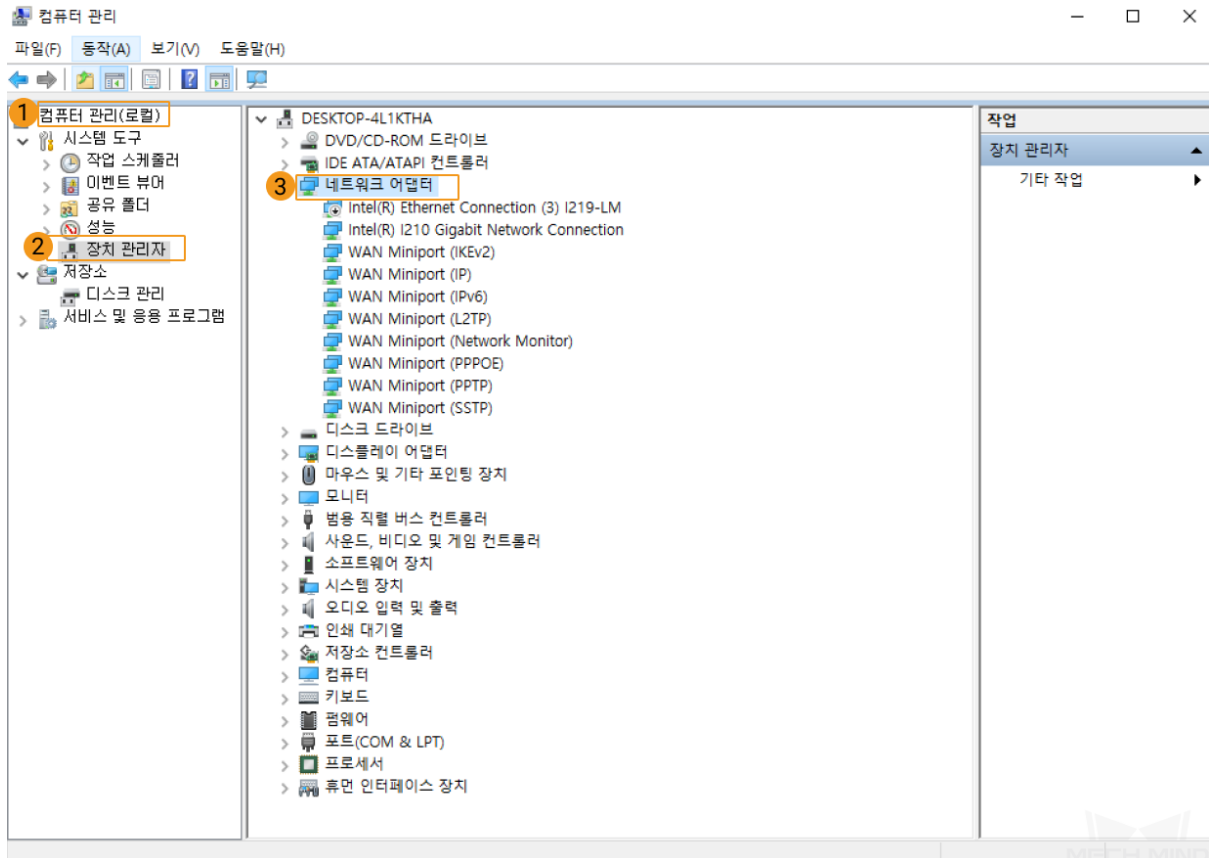 컴퓨터 관리
파일(F) 동작(A) 보기(V) 도움말(H)
1 컴퓨터 관리(로컬)
시스템 도구
작업 스케줄러
이벤트 뷰어
공유 폴더
성능
2 장치 관리자
저장소
디스크 관리
서비스 및 응용 프로그램
DESKTOP-4L1KTHA
DVD/CD-ROM 드라이브
IDE ATA/ATAPI 컨트롤러
3 네트워크 어댑터
Intel(R) Ethernet Connection (3) I219-LM
Intel(R) I210 Gigabit Network Connection
WAN Miniport (IKEv2)
WAN Miniport (IP)
WAN Miniport (IPv6)
WAN Miniport (L2TP)
WAN Miniport (Network Monitor)
WAN Miniport (PPPOE)
WAN Miniport (PPTP)
WAN Miniport (SSTP)
디스크 드라이브
디스플레이 어댑터
마우스 및 기타 포인팅 장치
모니터
범용 직렬 버스 컨트롤러
사운드, 비디오 및 게임 컨트롤러
소프트웨어 장치
시스템 장치
오디오 입력 및 출력
인쇄 대기열
저장소 컨트롤러
컴퓨터
키보드
펌웨어
포트(COM & LPT)
프로세서
휴먼 인터페이스 장치
작업
장치 관리자
기타 작업
MECH MIND